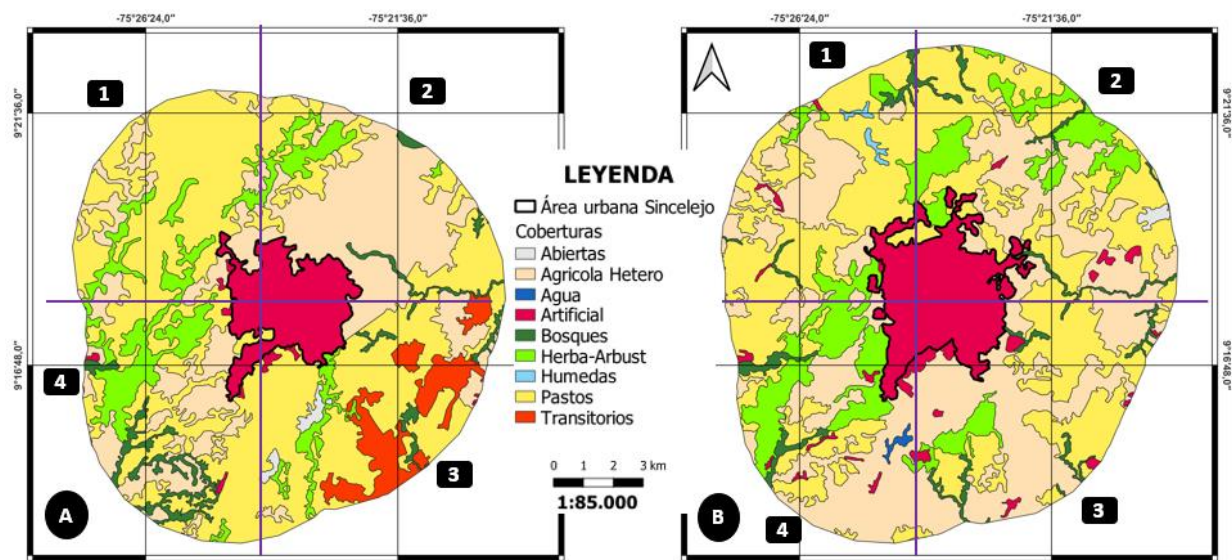 -75°26'24,0"
-75°21'36,0"
-75°26'24,0"
-75°21'36,0"
1
2
1
2
9°21'36,0"
9°21'36,0"
LEYENDA
Área urbana Sincelejo
Coberturas
Abiertas
Agricola Hetero
Agua
Artificial
Bosques
Herba-Arbust
Humedas
Pastos
Transitorios
9°16'48,0"
9°16'48,0"
4
3
0 1 2 3 km
1:85.000
A
B
4
3